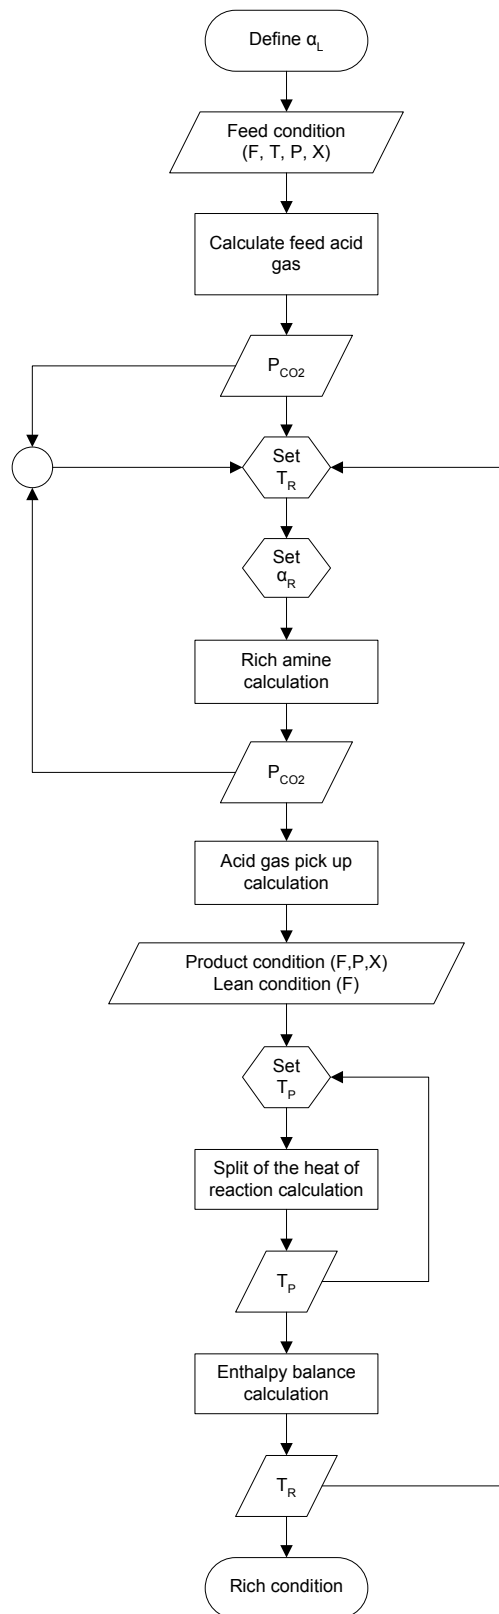 Define α_L
Feed condition
(F, T, P, X)
Calculate feed acid
gas
P_CO2
Set
T_R
Set
α_R
Rich amine
calculation
P_CO2
Acid gas pick up
calculation
Product condition (F,P,X)
Lean condition (F)
Set
T_P
Split of the heat of
reaction calculation
T_P
Enthalpy balance
calculation
T_R
Rich condition